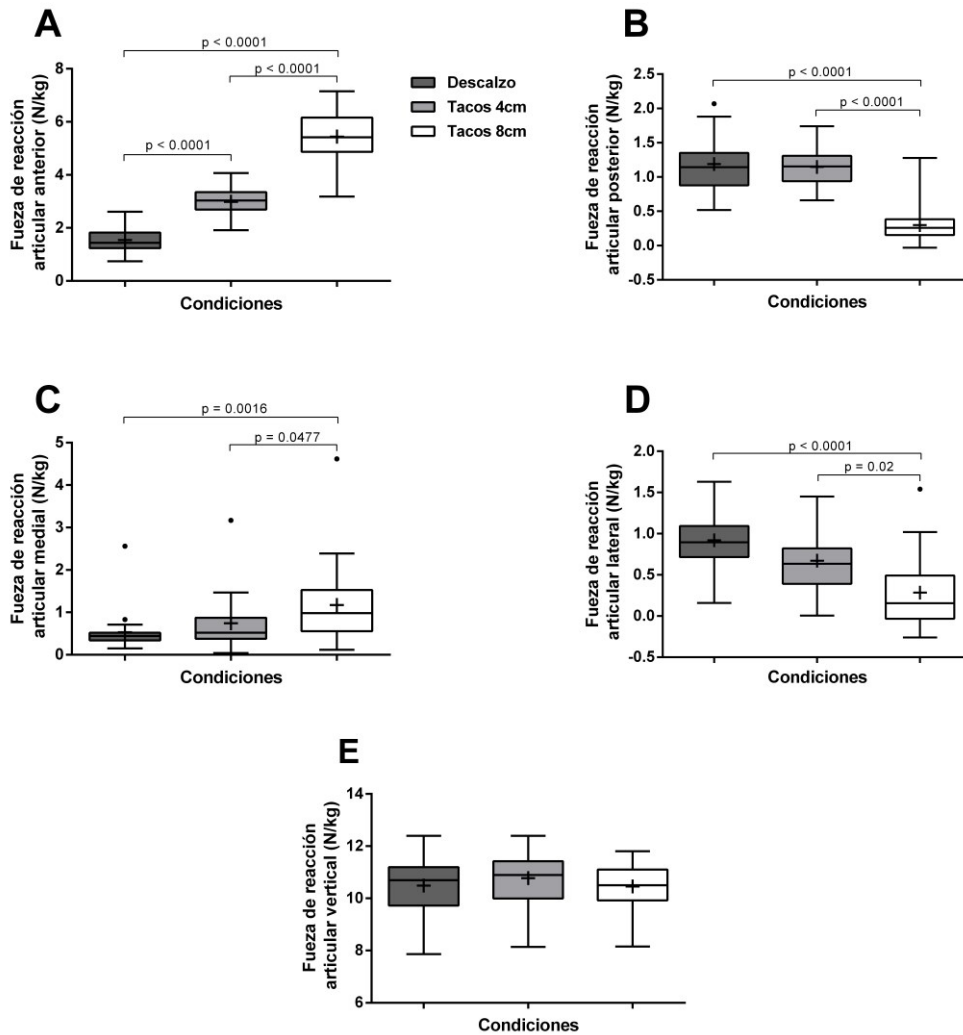 A
p < 0.0001
p < 0.0001
p < 0.0001
Fueza de reacción
articular anterior (N/kg)
8
6
4
2
0
Condiciones
Descalzo
Tacos 4cm
Tacos 8cm
B
p < 0.0001
p < 0.0001
Fueza de reacción
articular posterior (N/kg)
2.5
2.0
1.5
1.0
0.5
0.0
-0.5
Condiciones
C
p = 0.0016
p = 0.0477
Fueza de reacción
articular medial (N/kg)
5
4
3
2
1
0
Condiciones
D
p < 0.0001
p = 0.02
Fueza de reacción
articular lateral (N/kg)
2.0
1.5
1.0
0.5
0.0
-0.5
Condiciones
E
Fueza de reacción
articular vertical (N/kg)
14
12
10
8
6
Condiciones